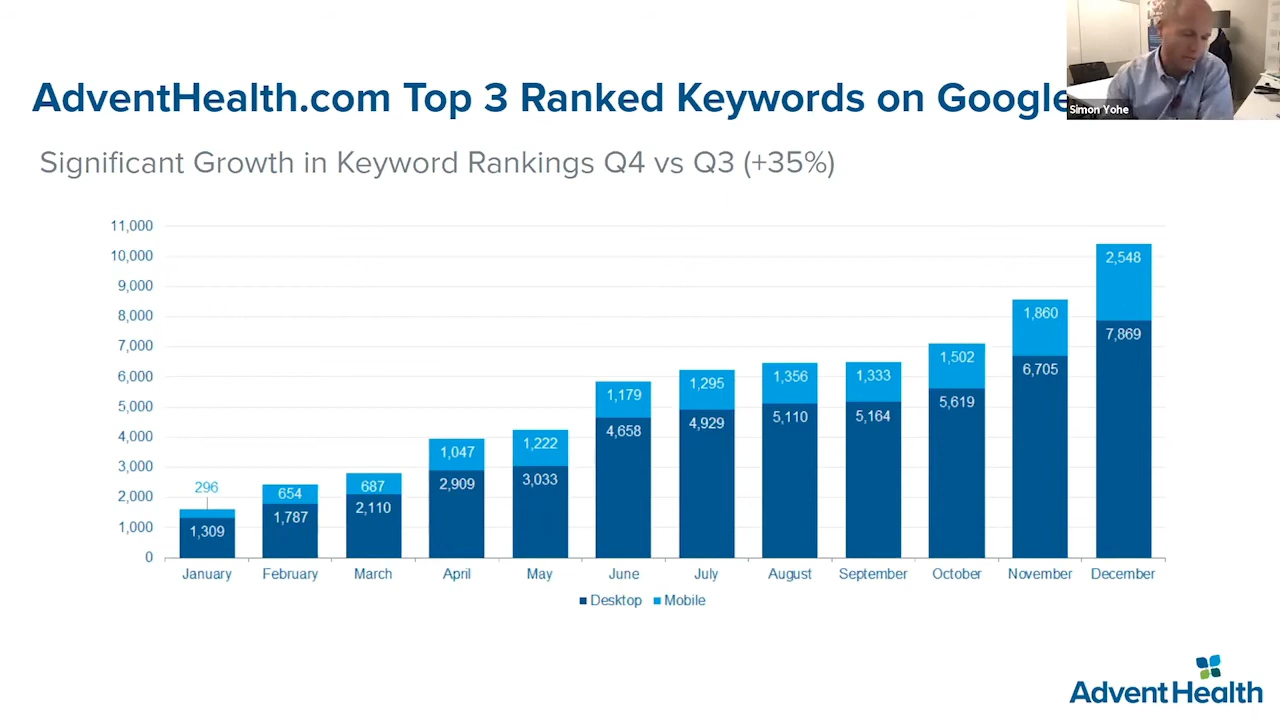 AdventHealth.com Top 3 Ranked Keywords on Google
Simon Yohe
Significant Growth in Keyword Rankings Q4 vs Q3 (+35%)
11,000
10,000
9,000
8,000
7,000
6,000
5,000
4,000
3,000
2,000
1,000
0
296 654 687 1,047 1,222 1,179 1,295 1,356 1,333 1,502 1,860 2,548
1,309 1,787 2,110 2,909 3,033 4,658 4,929 5,110 5,164 5,619 6,705 7,869
January February March April May June July August September October November December
Desktop Mobile
AdventHealth